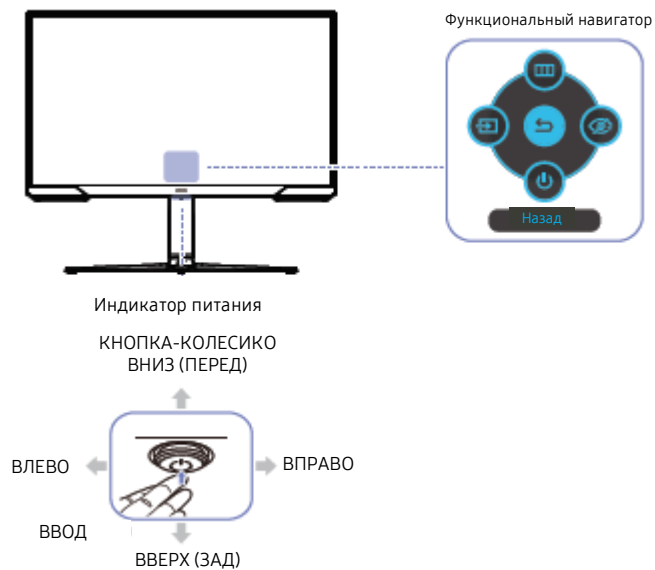 Функциональный навигатор
Назад
Индикатор питания
КНОПКА-КОЛЕСИКО
ВНИЗ (ПЕРЕД)
ВЛЕВО
ВПРАВО
ВВОД
ВВЕРХ (ЗАД)